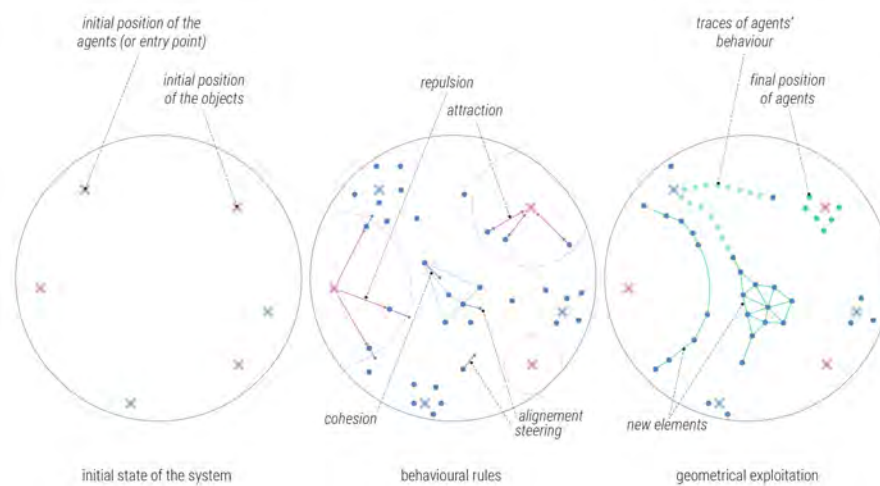 initial position of the
agents (or entry point)
initial position
of the objects
repulsion
attraction
traces of agents'
behaviour
final position
of agents
cohesion
alignement
steering
new elements
initial state of the system
behavioural rules
geometrical exploitation